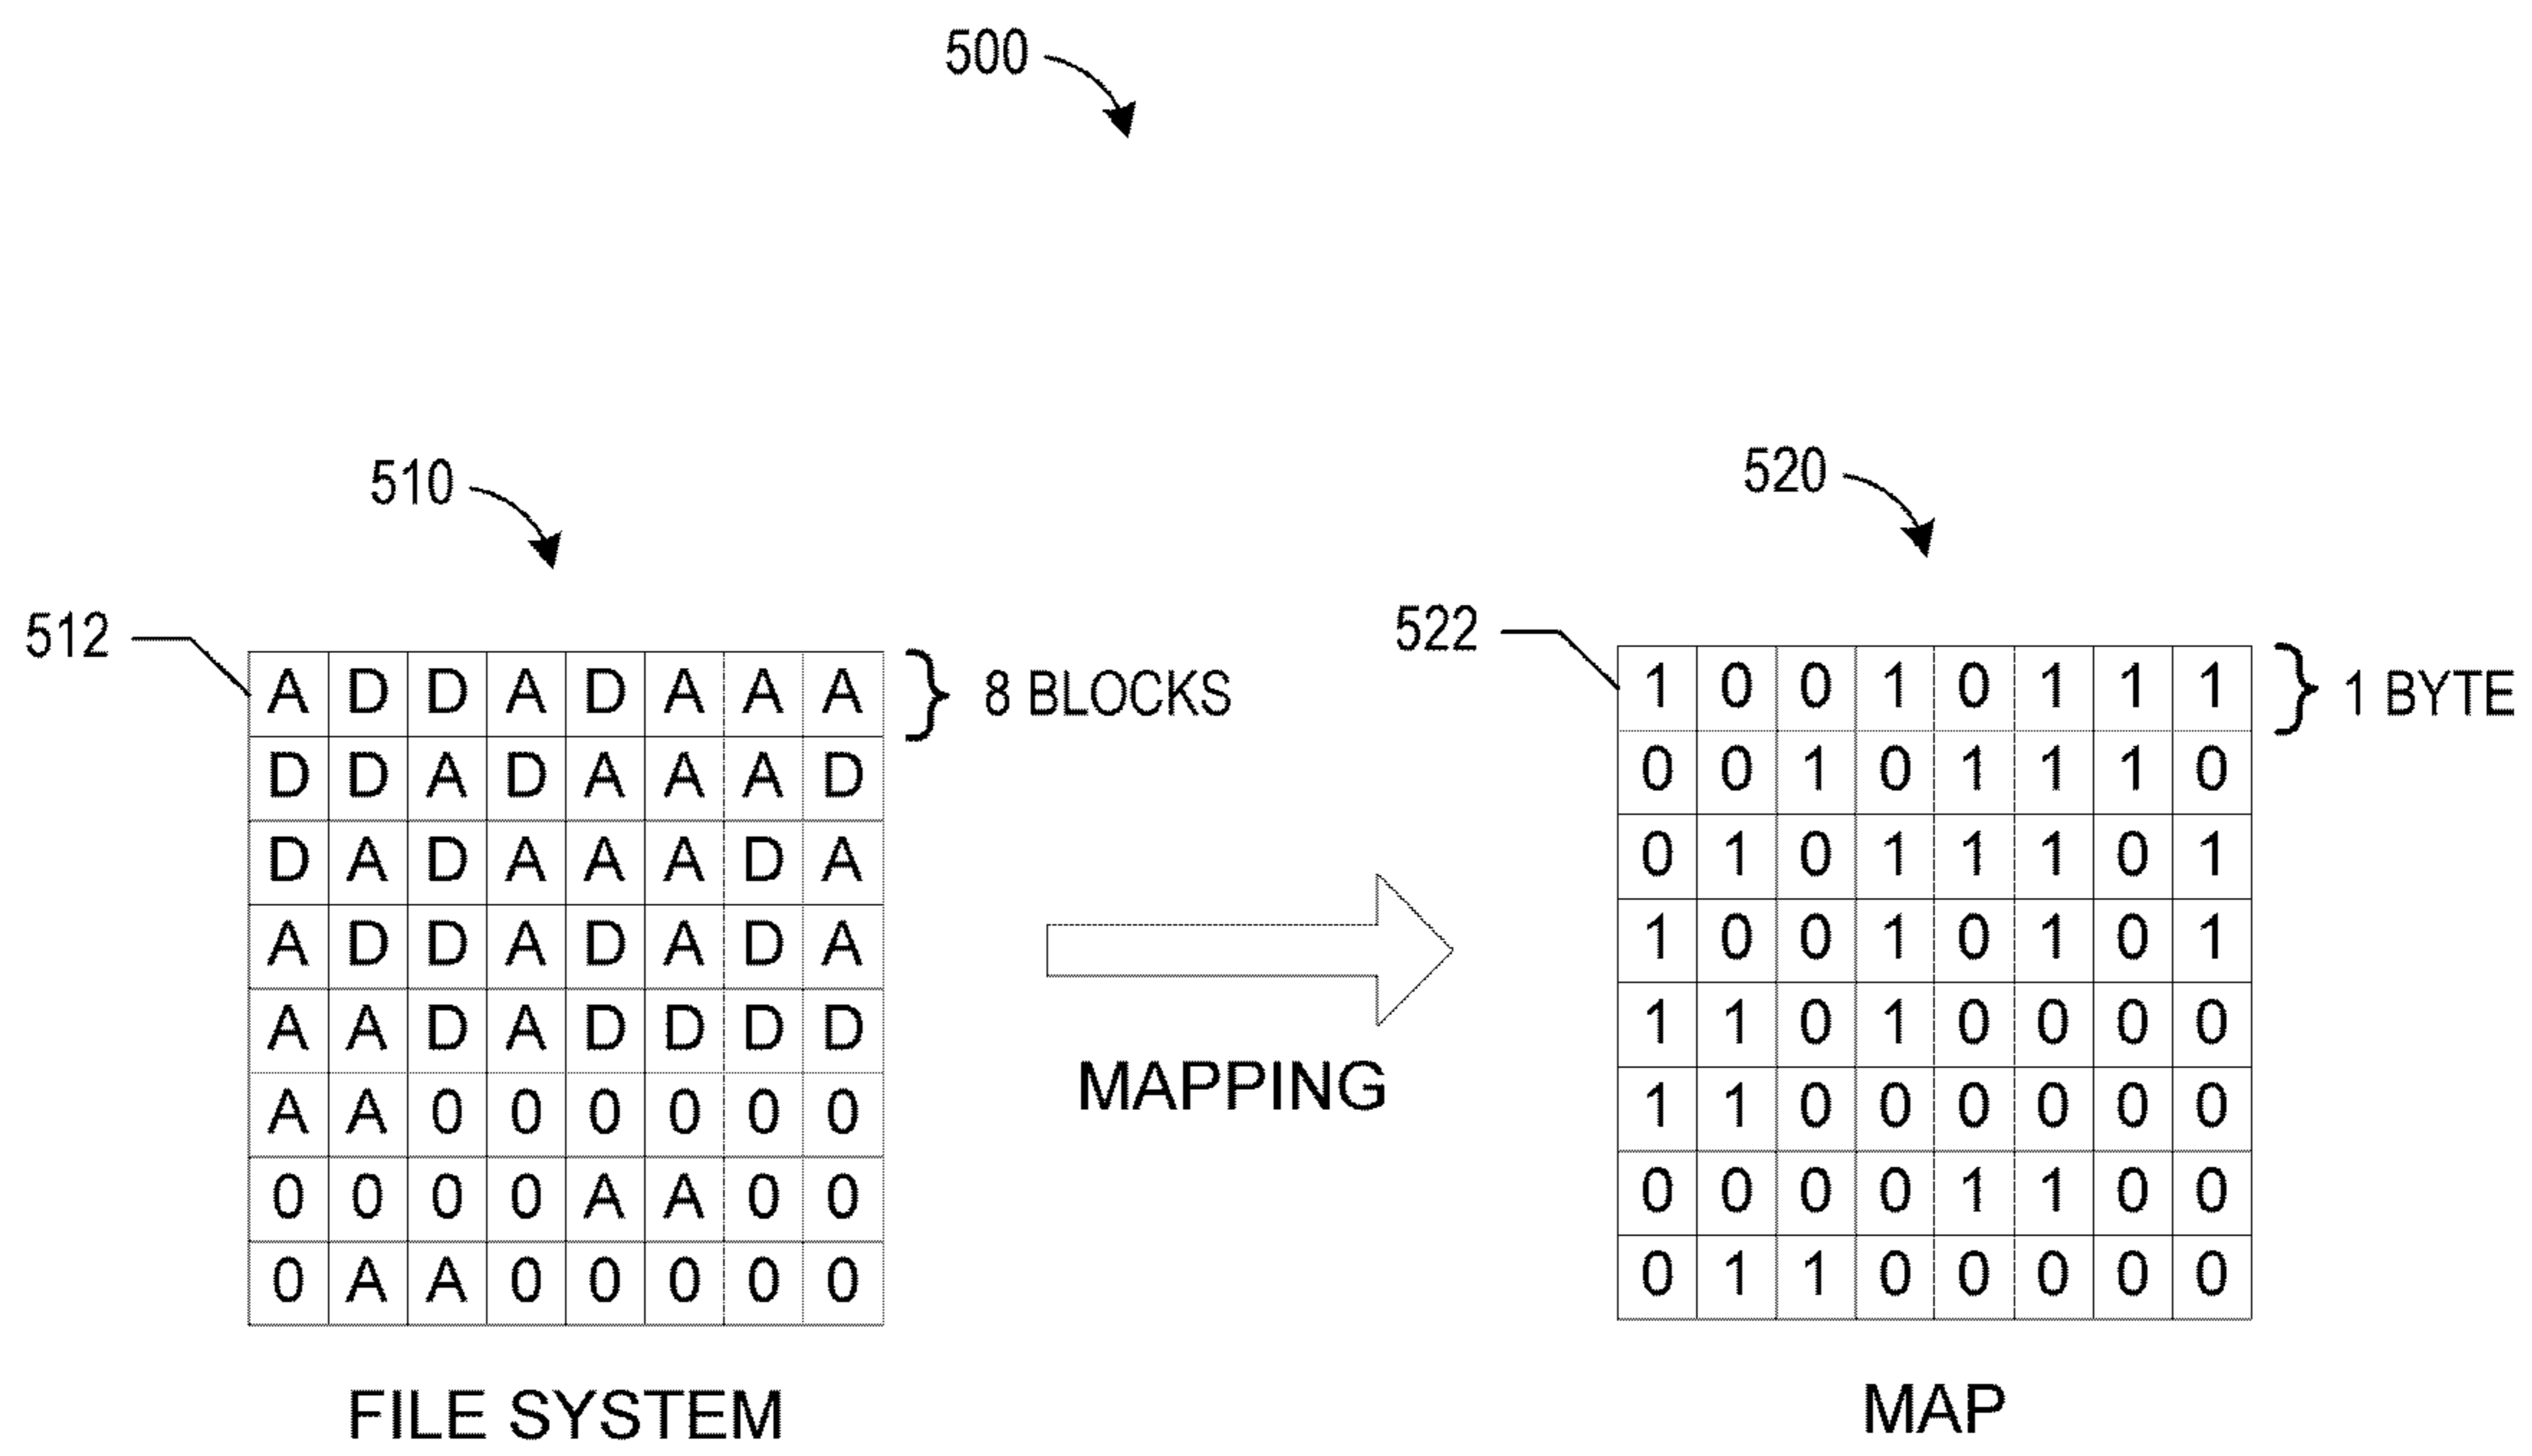 500
510
520
512
522
A D D A D A A A
8 BLOCKS
D D A D A A A D
D A D A A A D A
A D D A D A D A
A A D A D D D D
A A 0 0 0 0 0 0
0 0 0 0 A A 0 0
0 A A 0 0 0 0 0
FILE SYSTEM
MAPPING
1 0 0 1 0 1 1 1
1 BYTE
0 0 1 0 1 1 1 0
0 1 0 1 1 1 0 1
1 0 0 1 0 1 0 1
1 1 0 1 0 0 0 0
1 1 0 0 0 0 0 0
0 0 0 0 1 1 0 0
0 1 1 0 0 0 0 0
MAP